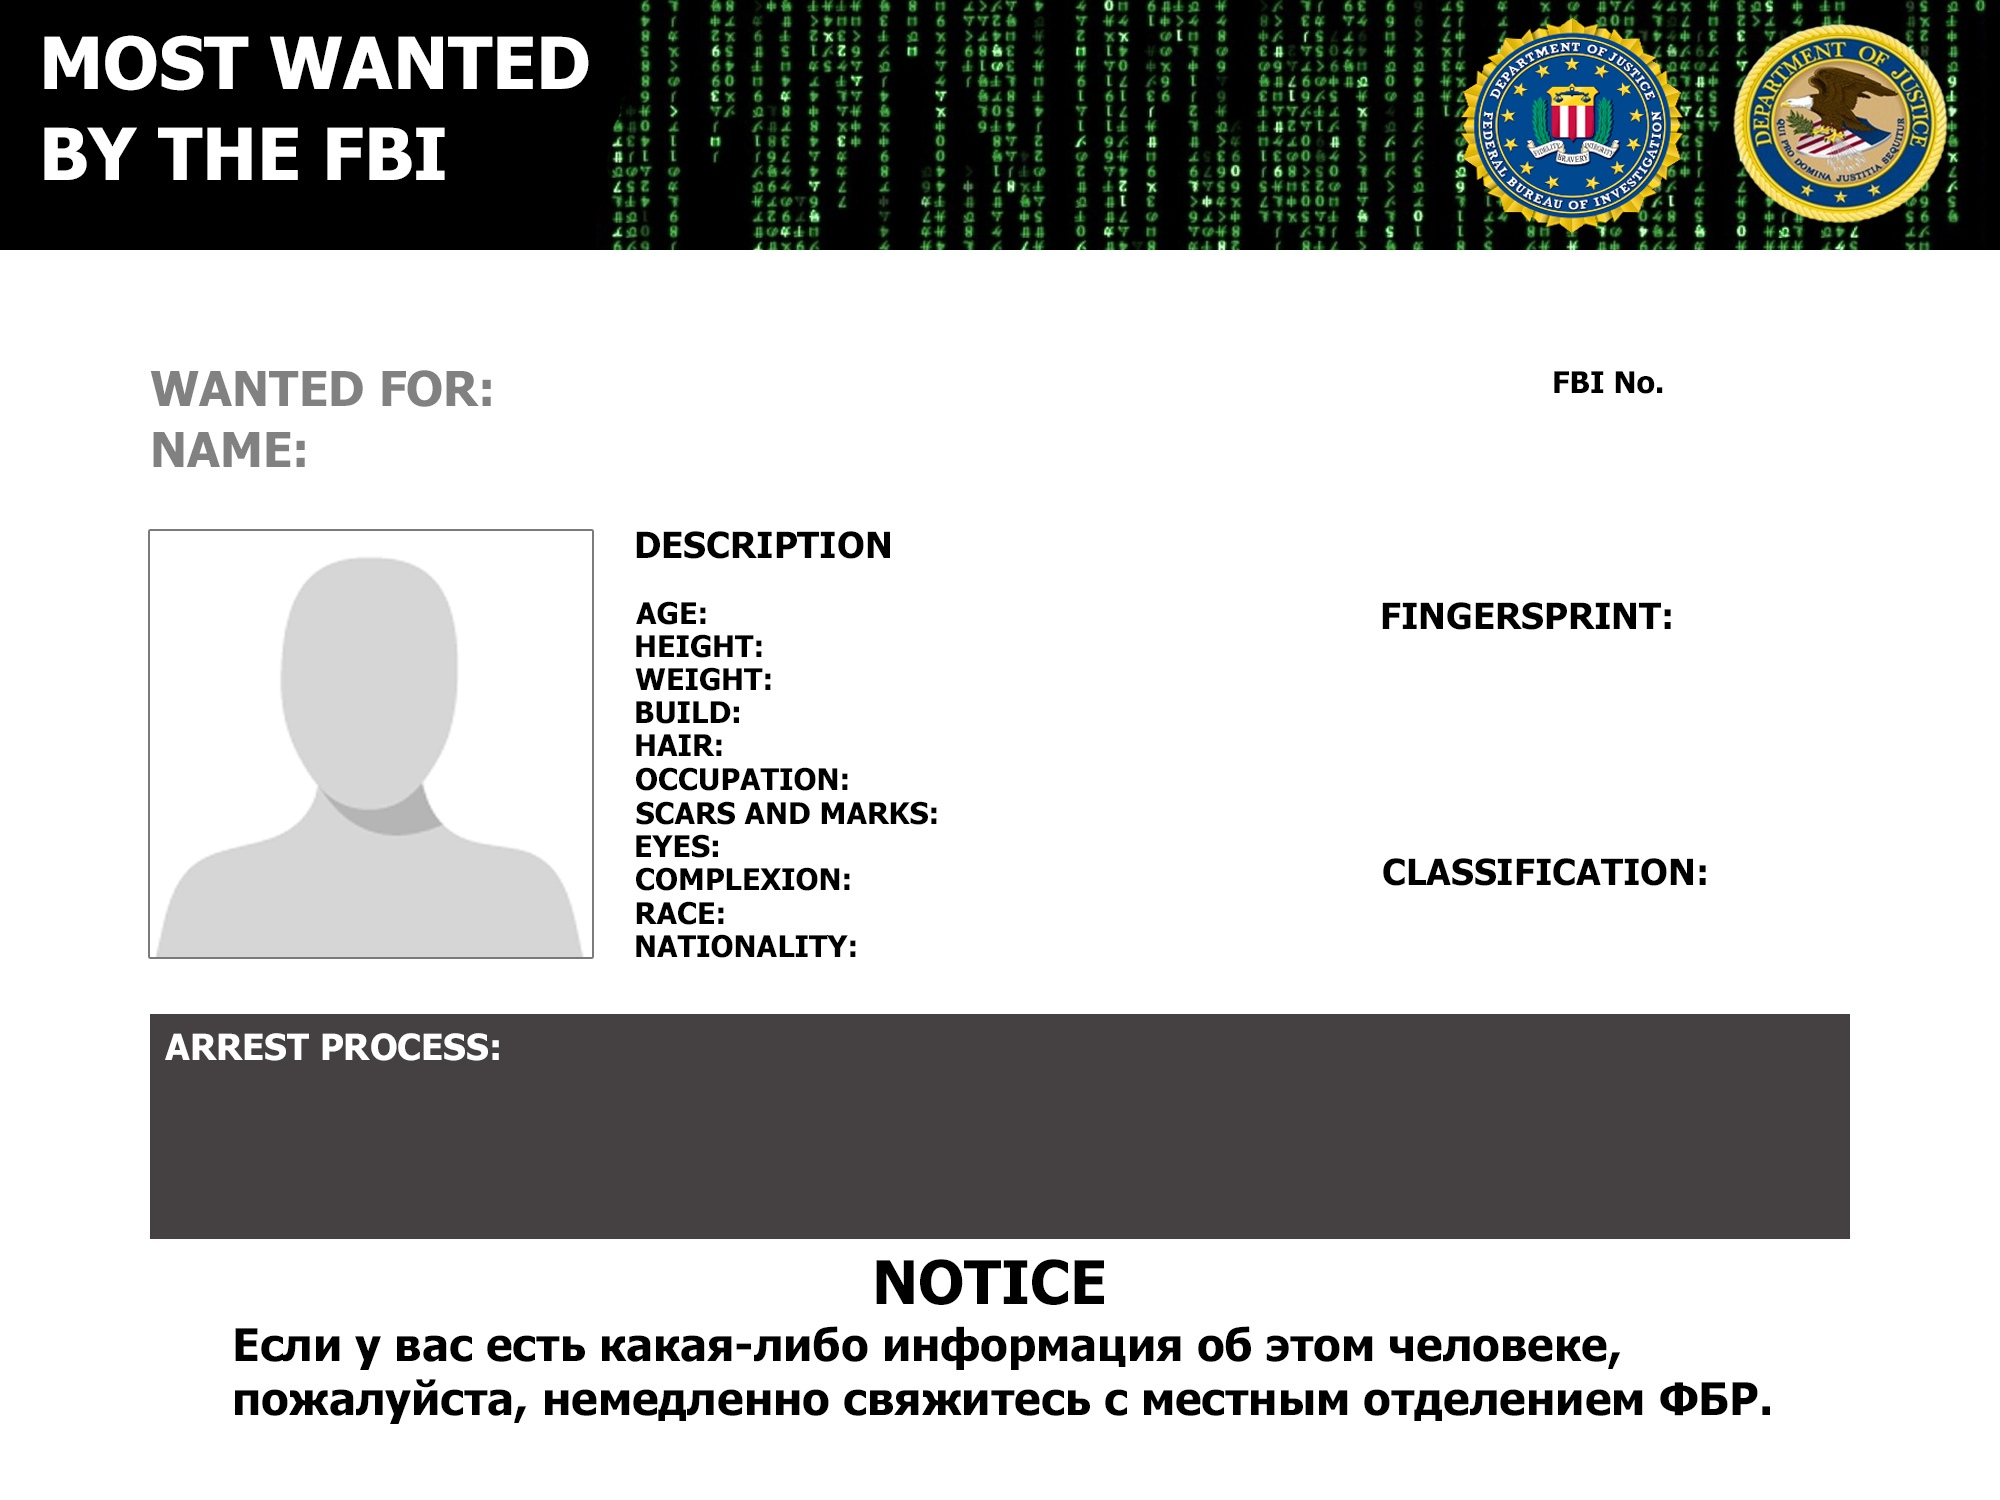 MOST WANTED
BY THE FBI
DEPARTMENT OF JUSTICE
FEDERAL BUREAU OF INVESTIGATION
FIDELITY BRAVERY INTEGRITY
DEPARTMENT OF JUSTICE
QUI PRO DOMINA JUSTITIA SEQUITUR
WANTED FOR:
FBI No.
NAME:
DESCRIPTION
AGE:
FINGERSPRINT:
HEIGHT:
WEIGHT:
BUILD:
HAIR:
OCCUPATION:
SCARS AND MARKS:
EYES:
COMPLEXION:
CLASSIFICATION:
RACE:
NATIONALITY:
ARREST PROCESS:
NOTICE
Если у вас есть какая-либо информация об этом человеке,
пожалуйста, немедленно свяжитесь с местным отделением ФБР.